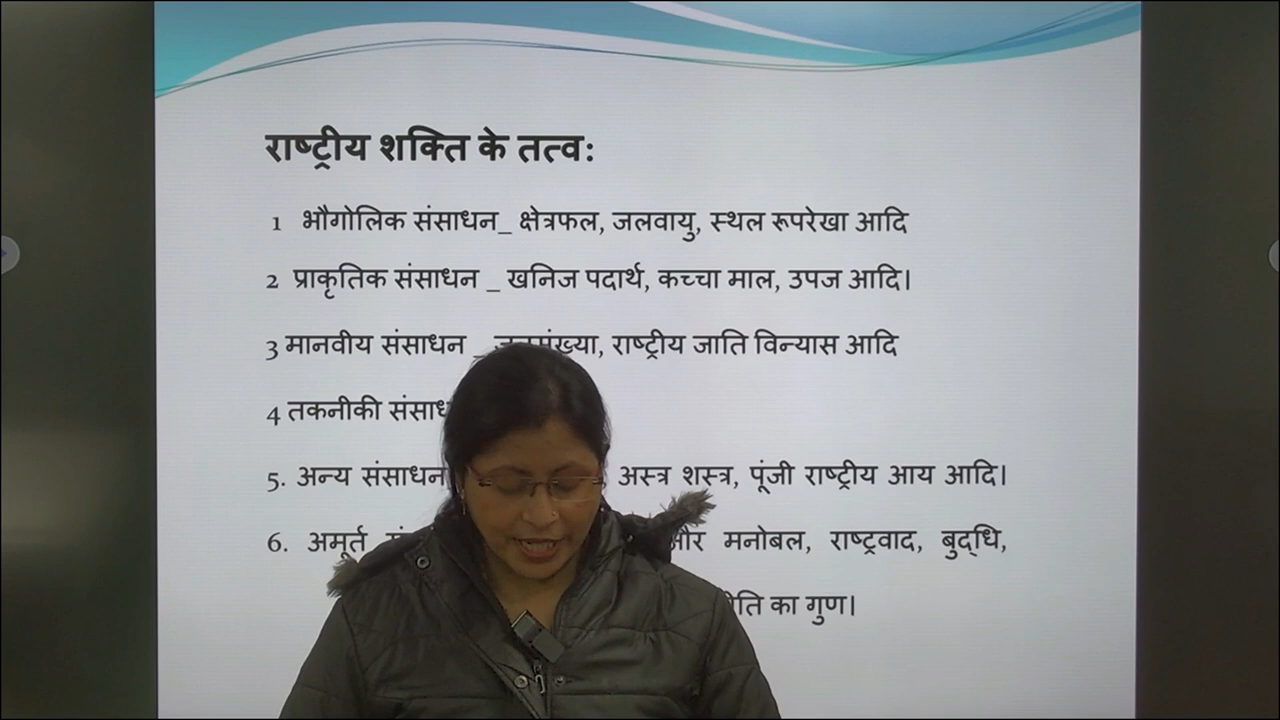 राष्ट्रीय शक्ति के तत्व:
1 भौगोलिक संसाधन_ क्षेत्रफल, जलवायु, स्थल रूपरेखा आदि
2 प्राकृतिक संसाधन _ खनिज पदार्थ, कच्चा माल, उपज आदि।
3 मानवीय संसाधन _ जनसंख्या, राष्ट्रीय जाति विन्यास आदि
4 तकनीकी
5. अन्य संसाधन अस्त्र शस्त्र, पूंजी राष्ट्रीय आय आदि।
6. अमूर्त और मनोबल, राष्ट्रवाद, बुद्धि,
का गुण।